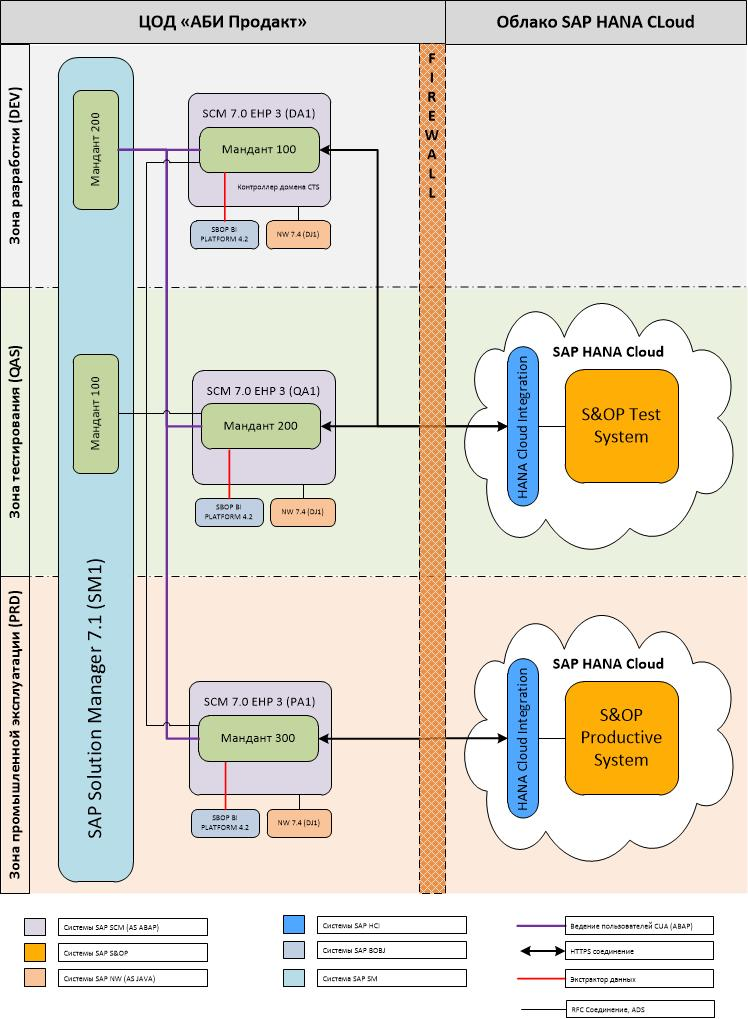 ЦОД «АБИ Продакт»
Облако SAP HANA CLoud
Зона разработки (DEV)
Мандант 200
SCM 7.0 EHP 3 (DA1)
Мандант 100
Контроллер домена CTS
SBOP BI
PLATFORM 4.2
NW 7.4 (DJ1)
FIREWALL
Зона тестирования (QAS)
Мандант 100
SCM 7.0 EHP 3 (QA1)
Мандант 200
SBOP BI
PLATFORM 4.2
NW 7.4 (DJ1)
SAP HANA Cloud
HANA Cloud Integration
S&OP Test
System
Зона промышленной эксплуатации (PRD)
SAP Solution Manager 7.1 (SM1)
SCM 7.0 EHP 3 (PA1)
Мандант 300
SBOP BI
PLATFORM 4.2
NW 7.4 (DJ1)
SAP HANA Cloud
HANA Cloud Integration
S&OP
Productive
System
Системы SAP SCM (AS ABAP)
Системы SAP S&OP
Системы SAP NW (AS JAVA)
Системы SAP HCI
Системы SAP BOBJ
Система SAP SM
Ведение пользователей CUA (ABAP)
HTTPS соединение
Экстрактор данных
RFC Соединение, ADS